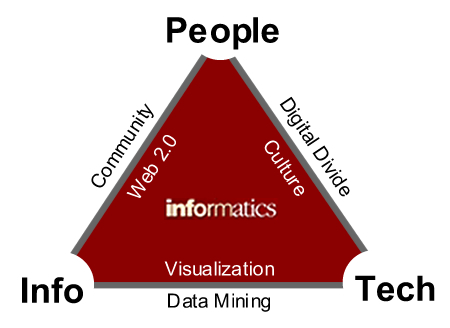 People
Community
Web 2.0
Digital Divide
Culture
informatics
Visualization
Data Mining
Info
Tech